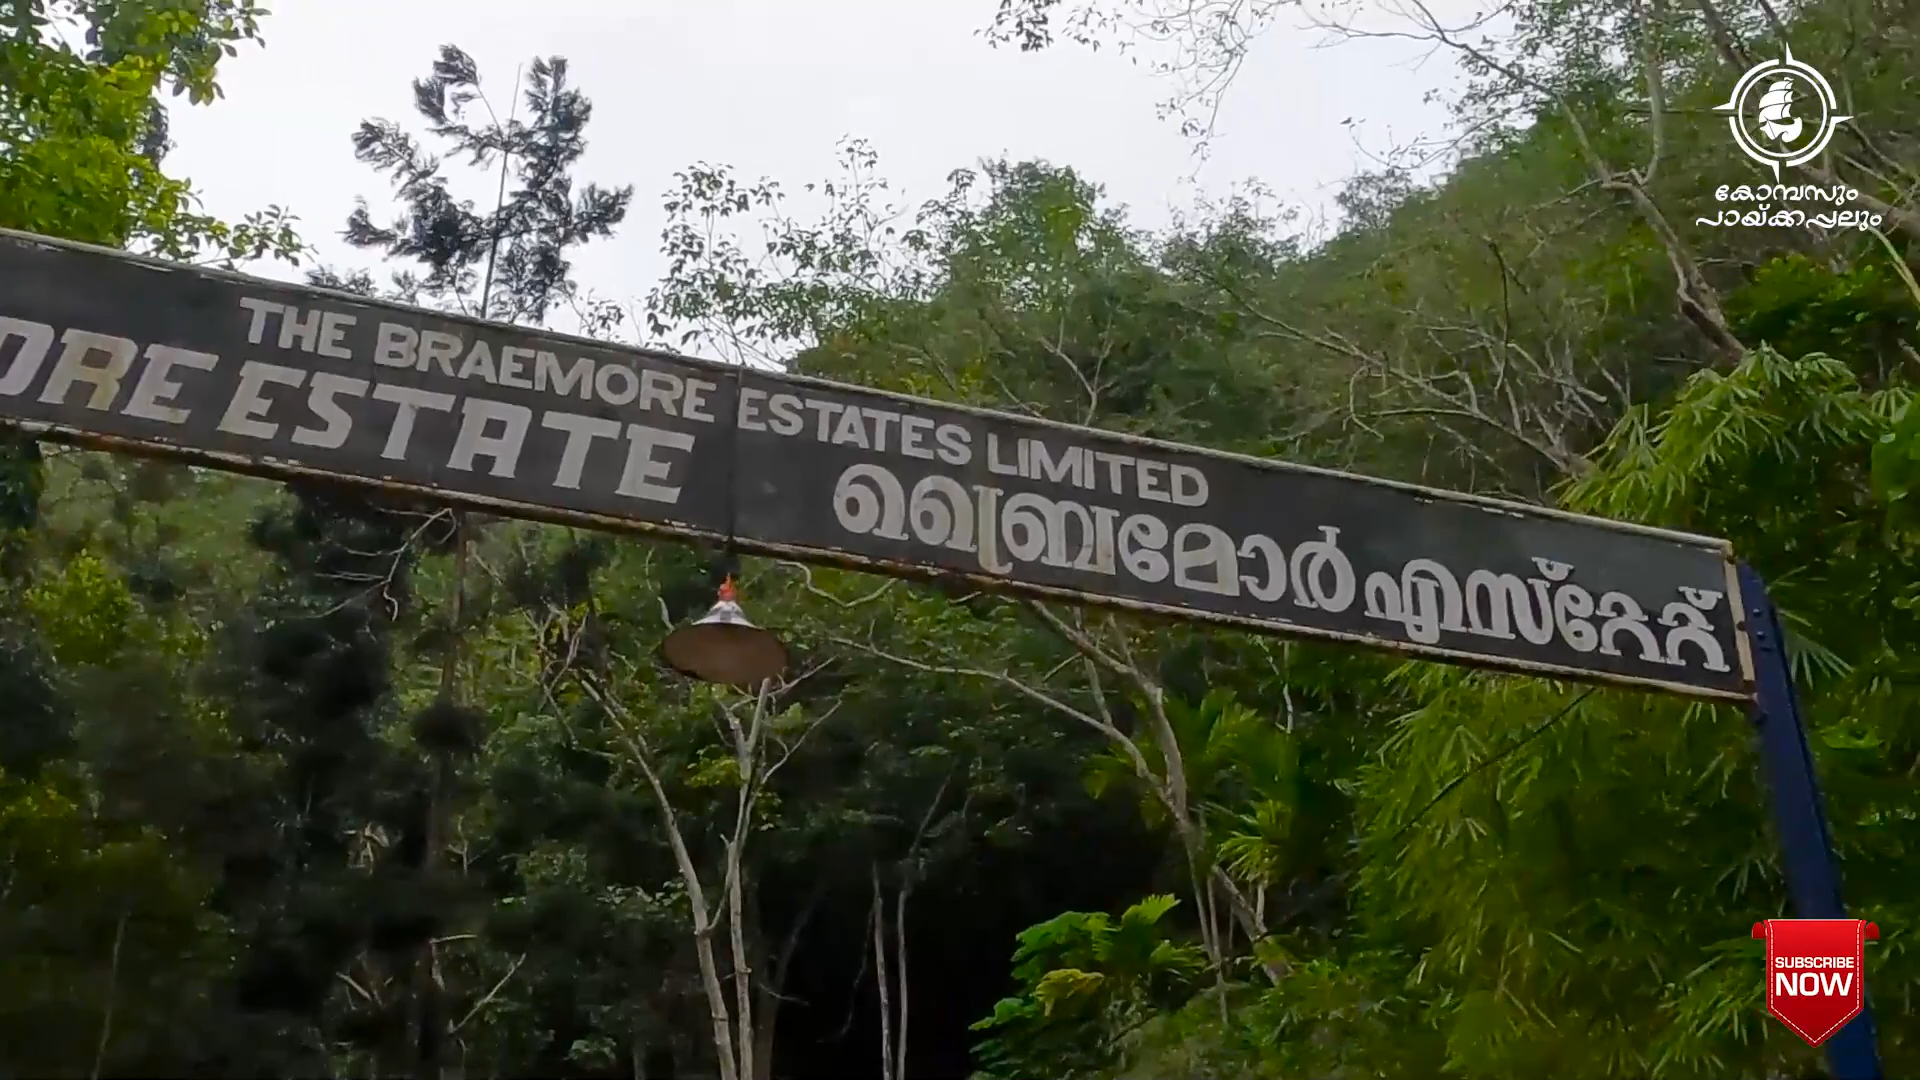 THE BRAEMORE ESTATES LIMITED
ORE ESTATE
ബ്രൈമോർ എസ്റ്റേറ്റ്
കോമ്പസും
പായ്ക്കപ്പലും
SUBSCRIBE
NOW